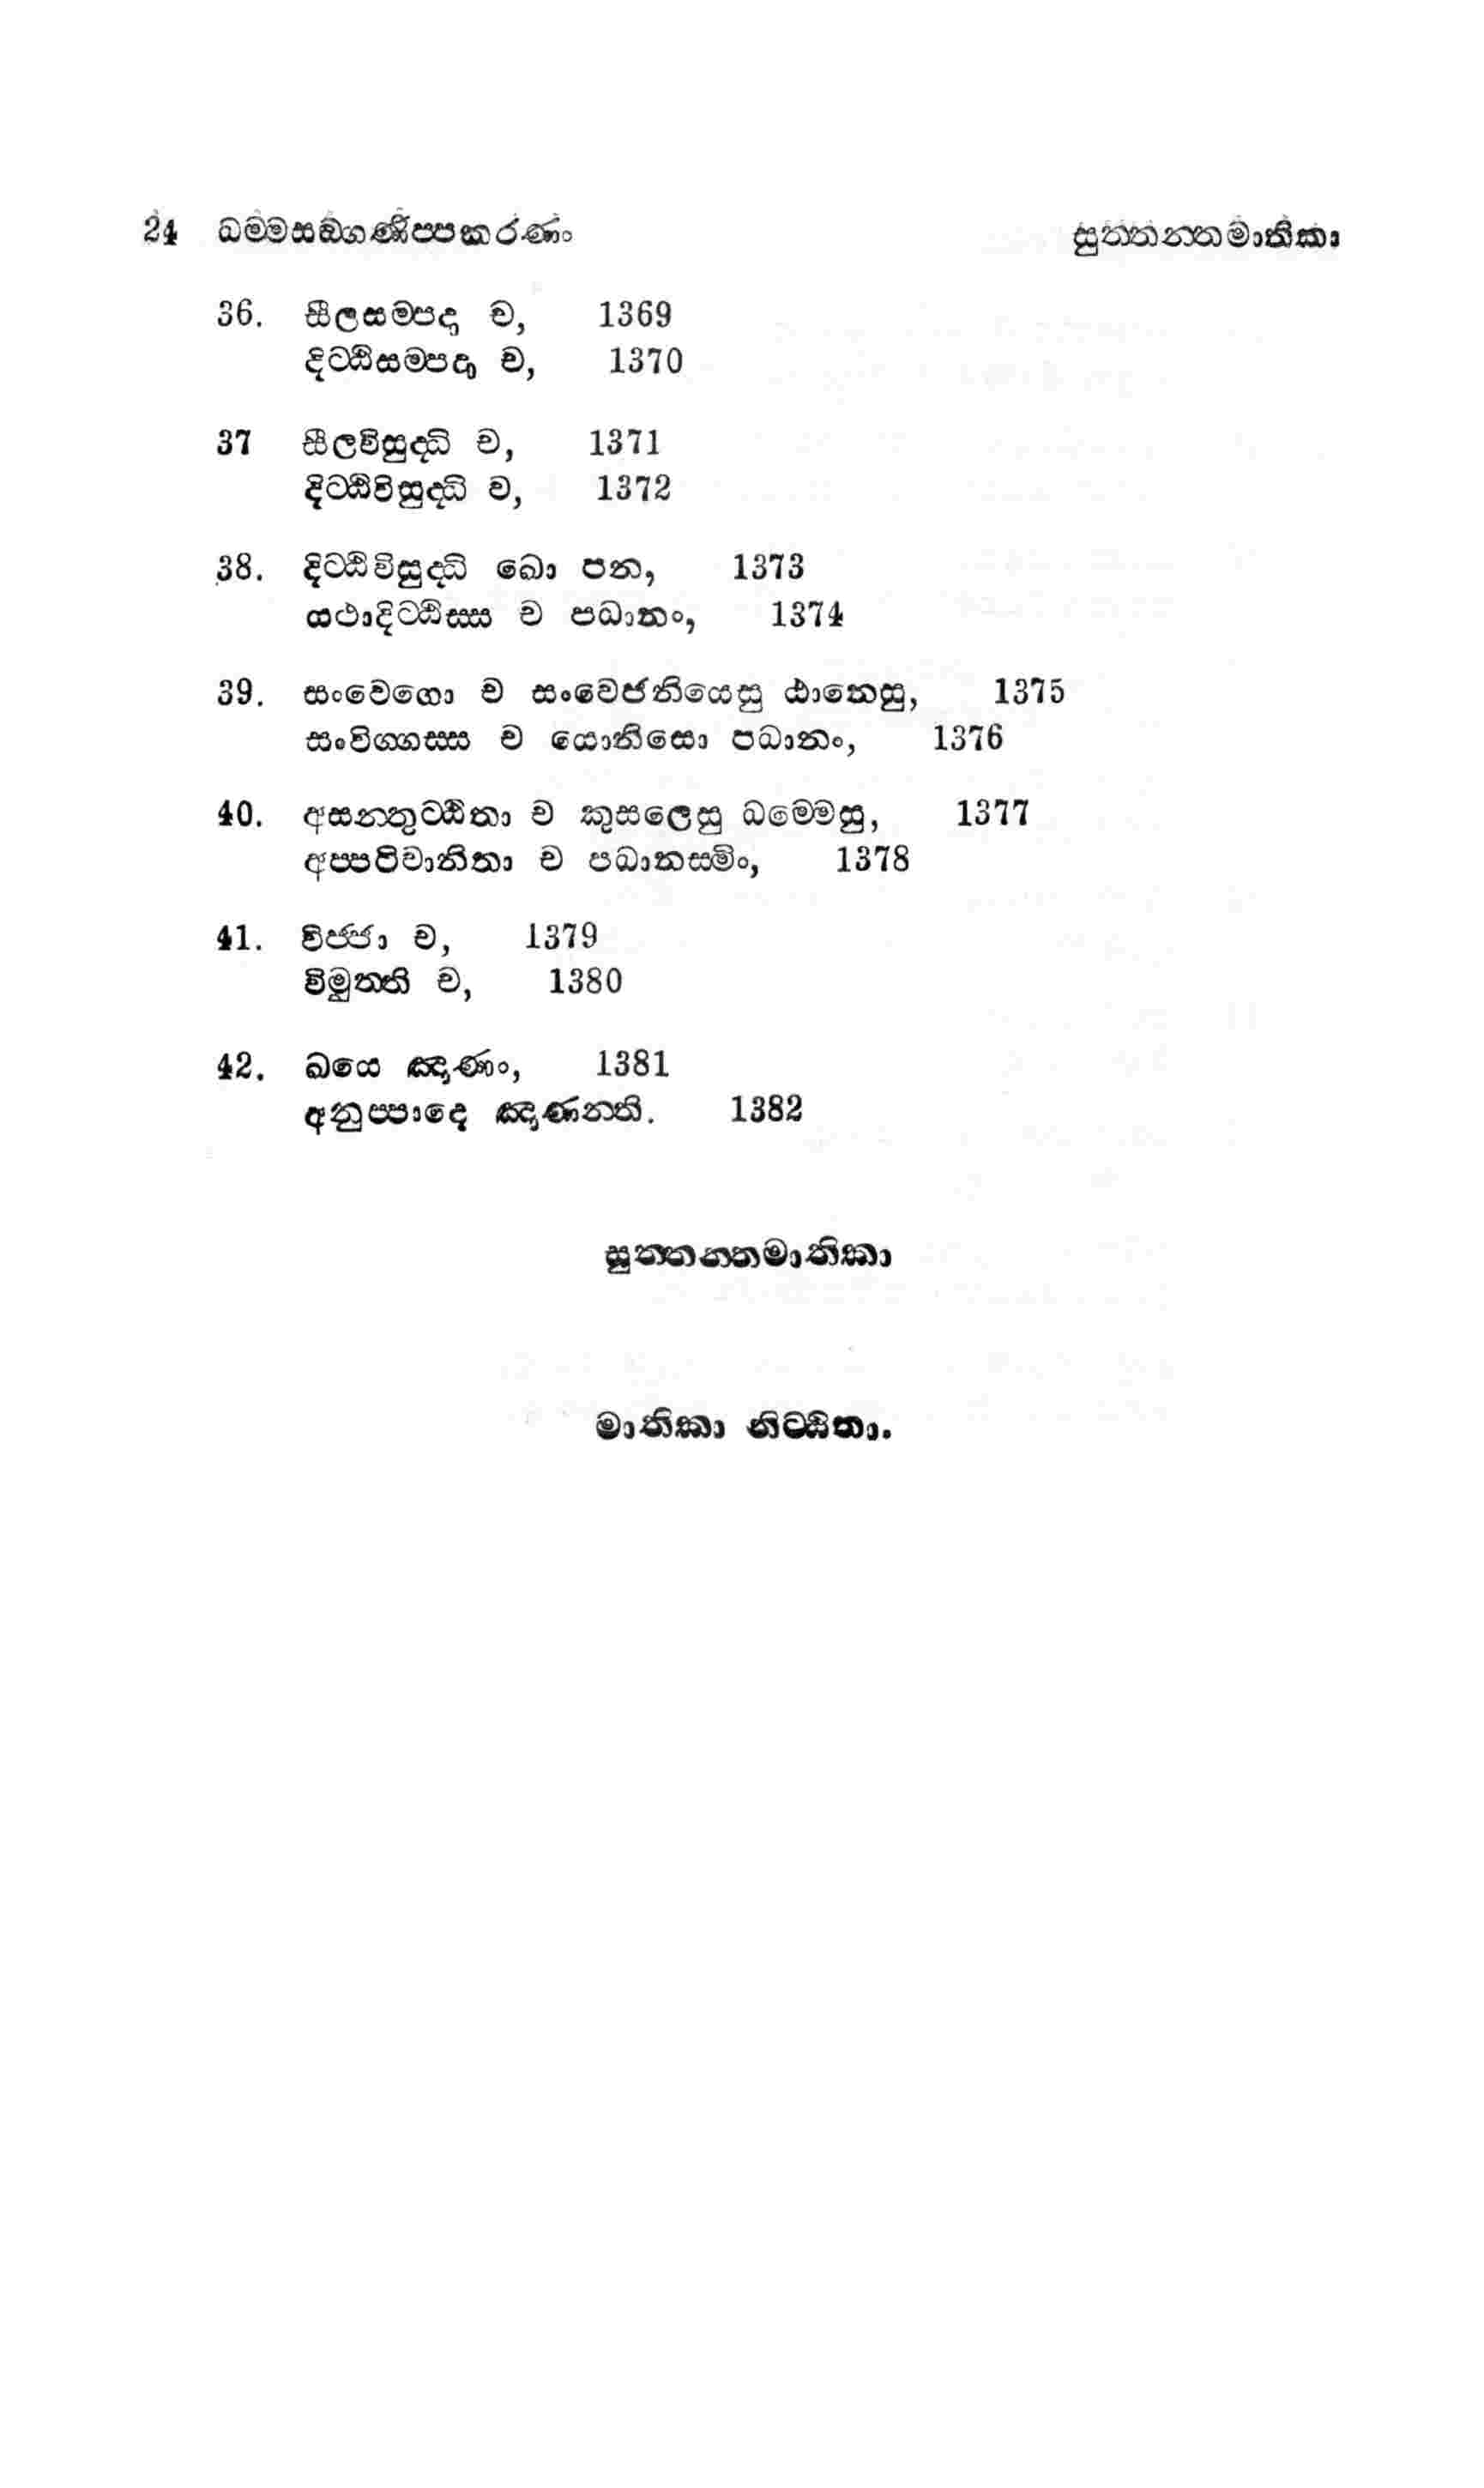 24 ධම්මසඞ්ගණිප්පකරණං සුත්තන්තමාතිකා
36. සීලසම්පදා ච, 1369
දිට්ඨිසම්පදා ච, 1370
37 සීලවිසුද්ධි ච, 1371
දිට්ඨිවිසුද්ධි ච, 1372
38. දිට්ඨිවිසුද්ධි ඛො පන, 1373
යථාදිට්ඨිස්ස ච පධානං, 1374
39. සංවෙගො ච සංවෙජනියෙසු ඨානෙසු, 1375
සංවිග්ගස්ස ච යොනිසො පධානං, 1376
40. අසන්තුට්ඨිතා ච කුසලෙසු ධම්මෙසු, 1377
අප්පටිවානිතා ච පධානස්මිං, 1378
41. විජ්ජා ච, 1379
විමුත්ති ච, 1380
42. ඛයෙ ඤාණං, 1381
අනුප්පාදෙ ඤාණන්ති. 1382
සුත්තන්තමාතිකා
මාතිකා නිට්ඨිතා.